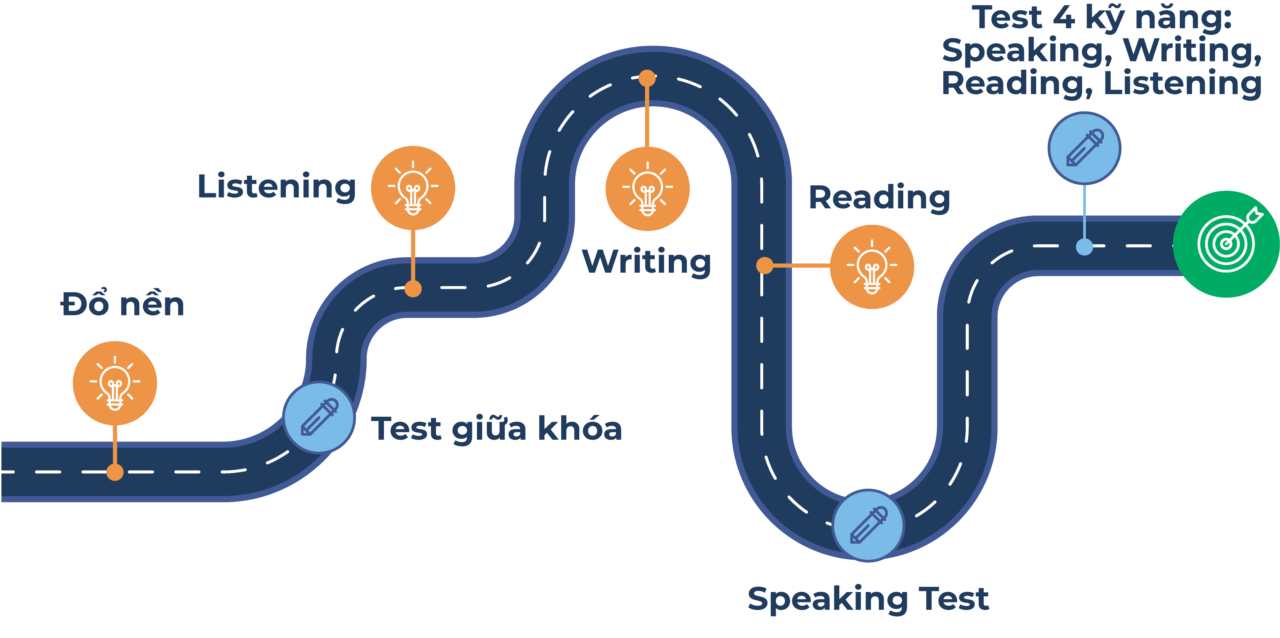 Test 4 kỹ năng:
Speaking, Writing,
Reading, Listening
Listening
Reading
Writing
Đổ nền
Test giữa khóa
Speaking Test